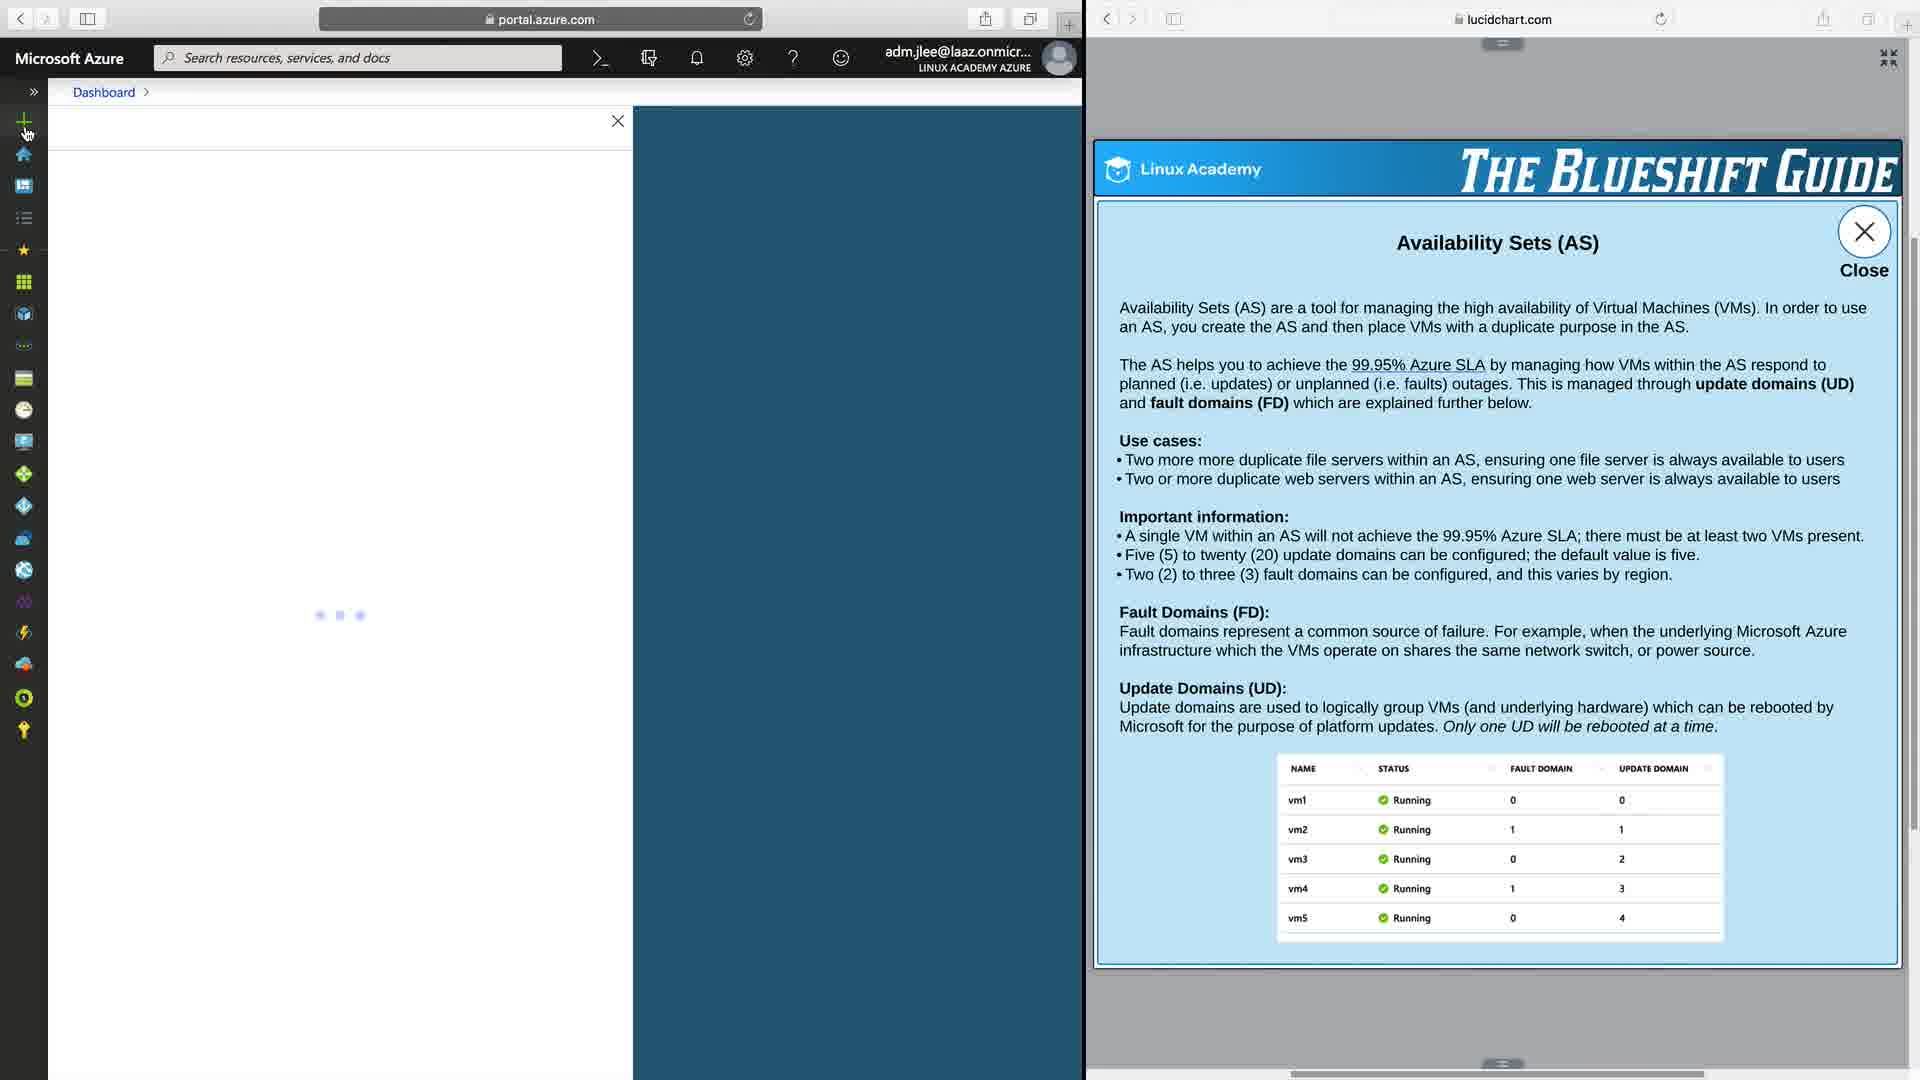 portal.azure.com
Microsoft Azure
Search resources, services, and docs
adm.jlee@laaz.onmicr...
LINUX ACADEMY AZURE
Dashboard
lucidchart.com
Linux Academy
THE BLUESHIFT GUIDE
Availability Sets (AS)
Close
Availability Sets (AS) are a tool for managing the high availability of Virtual Machines (VMs). In order to use
an AS, you create the AS and then place VMs with a duplicate purpose in the AS.
The AS helps you to achieve the 99.95% Azure SLA by managing how VMs within the AS respond to
planned (i.e. updates) or unplanned (i.e. faults) outages. This is managed through update domains (UD)
and fault domains (FD) which are explained further below.
Use cases:
• Two more more duplicate file servers within an AS, ensuring one file server is always available to users
• Two or more duplicate web servers within an AS, ensuring one web server is always available to users
Important information:
• A single VM within an AS will not achieve the 99.95% Azure SLA; there must be at least two VMs present.
• Five (5) to twenty (20) update domains can be configured; the default value is five.
• Two (2) to three (3) fault domains can be configured, and this varies by region.
Fault Domains (FD):
Fault domains represent a common source of failure. For example, when the underlying Microsoft Azure
infrastructure which the VMs operate on shares the same network switch, or power source.
Update Domains (UD):
Update domains are used to logically group VMs (and underlying hardware) which can be rebooted by
Microsoft for the purpose of platform updates. Only one UD will be rebooted at a time.
NAME STATUS FAULT DOMAIN UPDATE DOMAIN
vm1 Running 0 0
vm2 Running 1 1
vm3 Running 0 2
vm4 Running 1 3
vm5 Running 0 4